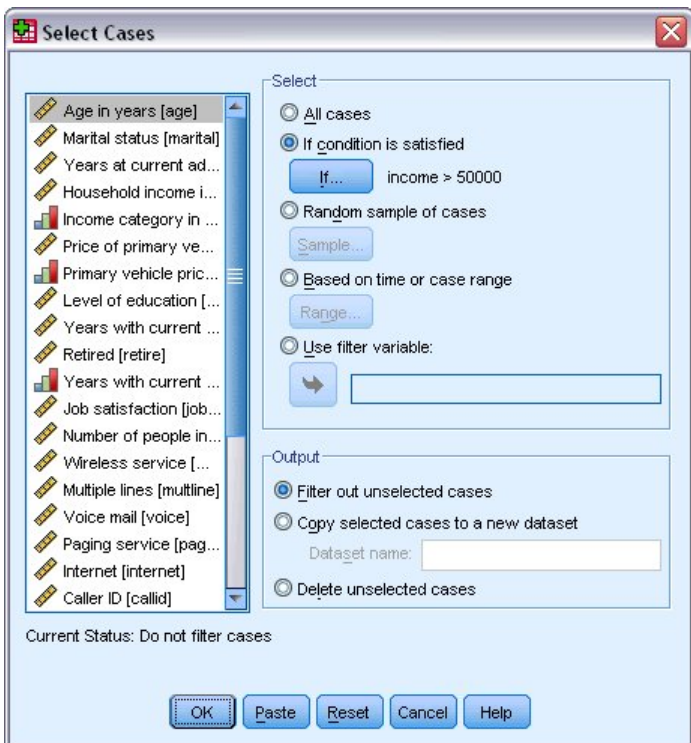 Select Cases
Age in years [age]
Marital status [marital]
Years at current ad...
Household income i...
Income category in ...
Price of primary ve...
Primary vehicle pric...
Level of education [...
Years with current ...
Retired [retire]
Years with current ...
Job satisfaction [job...
Number of people in...
Wireless service [...
Multiple lines [multline]
Voice mail [voice]
Paging service [pag...
Internet [internet]
Caller ID [callid]
Select
All cases
If condition is satisfied
If... income > 50000
Random sample of cases
Sample...
Based on time or case range
Range...
Use filter variable:
Output
Filter out unselected cases
Copy selected cases to a new dataset
Dataset name:
Delete unselected cases
Current Status: Do not filter cases
OK Paste Reset Cancel Help